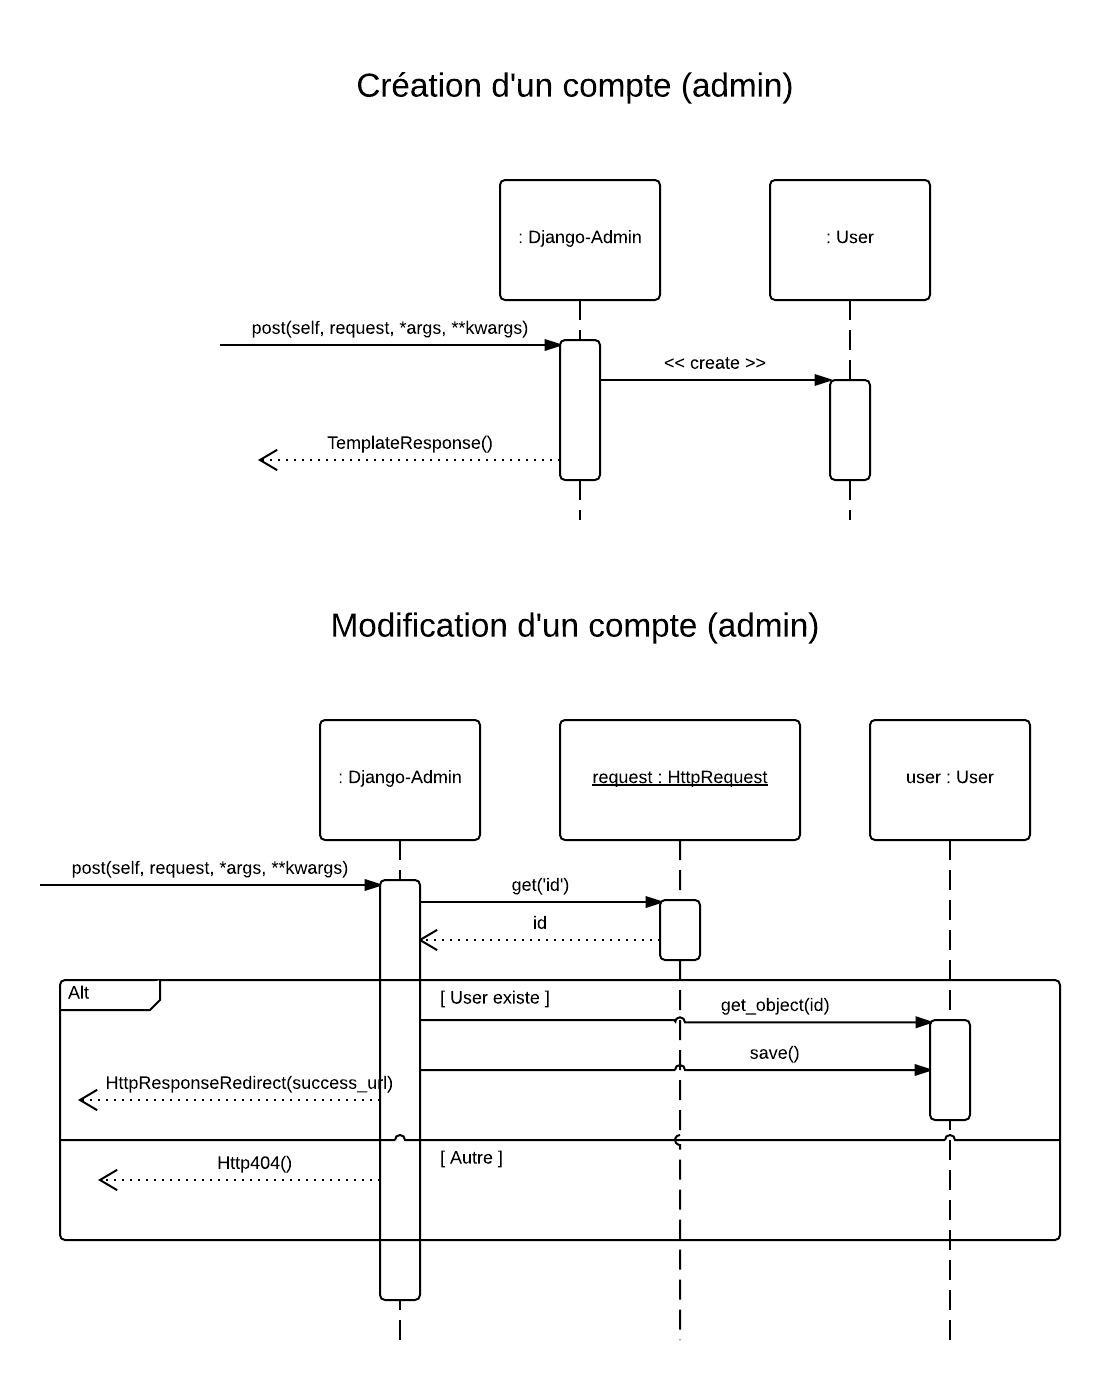 Création d'un compte (admin)
: Django-Admin
: User
post(self, request, *args, **kwargs)
<< create >>
TemplateResponse()
Modification d'un compte (admin)
: Django-Admin
request : HttpRequest
user : User
post(self, request, *args, **kwargs)
get('id')
id
Alt
[ User existe ]
get_object(id)
save()
HttpResponseRedirect(success_url)
[ Autre ]
Http404()